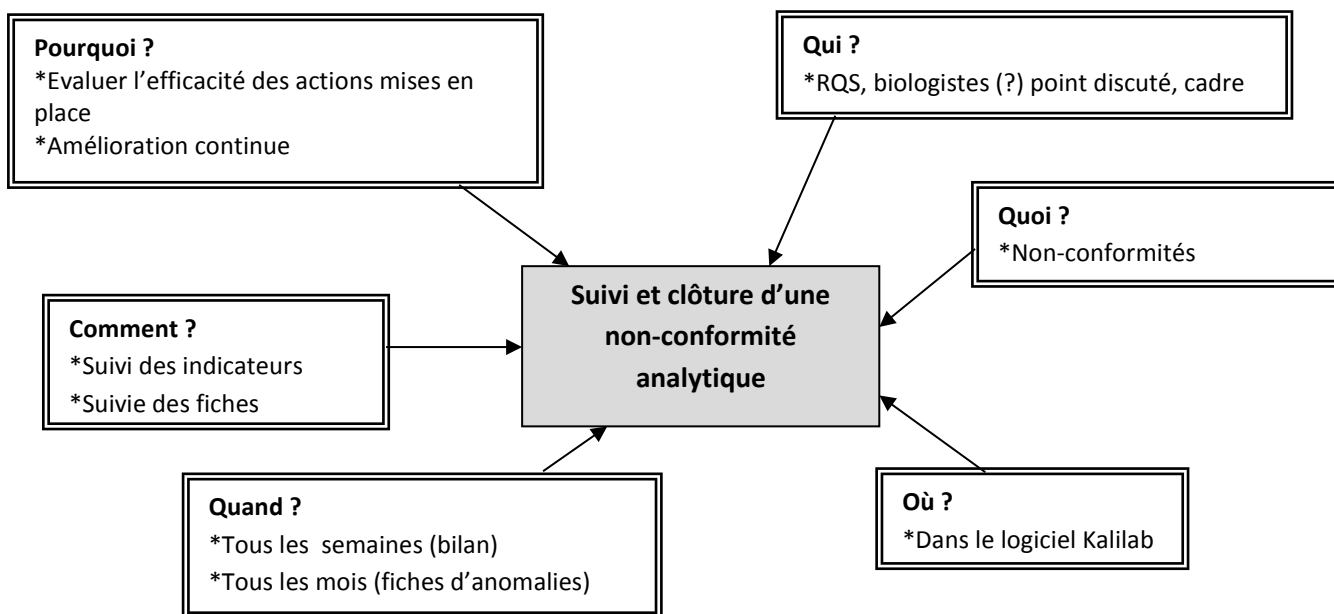 Pourquoi ?
*Evaluer l’efficacité des actions mises en
place
*Amélioration continue
Qui ?
*RQS, biologistes (?) point discuté, cadre
Quoi ?
*Non-conformités
Suivi et clôture d’une
non-conformité
analytique
Comment ?
*Suivi des indicateurs
*Suivie des fiches
Quand ?
*Tous les  semaines (bilan)
*Tous les mois (fiches d’anomalies)
Où ?
*Dans le logiciel Kalilab